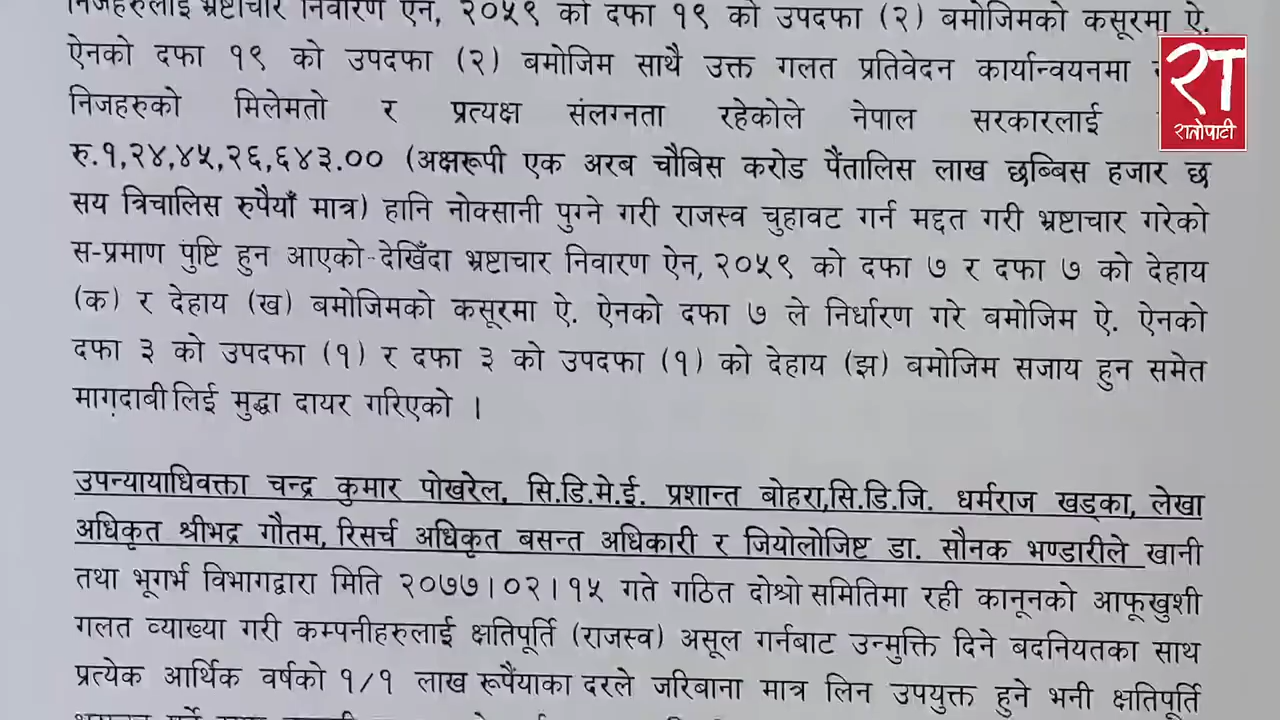 निजहरुलाई भ्रष्टाचार निवारण ऐन, २०५९ को दफा १९ को उपदफा (२) बमोजिमको कसूरमा ऐ.
ऐनको दफा १९ को उपदफा (२) बमोजिम साथै उक्त गलत प्रतिवेदन कार्यान्वयनमा
निजहरुको मिलेमतो र प्रत्यक्ष संलग्नता रहेकोले नेपाल सरकारलाई
रु.१,२४,४५,२६,६४३.०० (अक्षरूपी एक अरब चौबिस करोड पैंतालिस लाख छब्बिस हजार छ
सय त्रिचालिस रुपैयाँ मात्र) हानि नोक्सानी पुग्ने गरी राजस्व चुहावट गर्न मद्दत गरी भ्रष्टाचार गरेको
स-प्रमाण पुष्टि हुन आएको देखिँदा भ्रष्टाचार निवारण ऐन, २०५९ को दफा ७ र दफा ७ को देहाय
(क) र देहाय (ख) बमोजिमको कसूरमा ऐ. ऐनको दफा ७ ले निर्धारण गरे बमोजिम ऐ. ऐनको
दफा ३ को उपदफा (१) र दफा ३ को उपदफा (१) को देहाय (झ) बमोजिम सजाय हुन समेत
मागदाबी लिई मुद्धा दायर गरिएको ।
उपन्यायाधिवक्ता चन्द्र कुमार पोखरेल, सि.डि.मे.ई. प्रशान्त बोहरा,सि.डि.जि. धर्मराज खड्का, लेखा
अधिकृत श्रीभद्र गौतम, रिसर्च अधिकृत बसन्त अधिकारी र जियोलोजिष्ट डा. सौनक भण्डारीले खानी
तथा भूगर्भ विभागद्वारा मिति २०७७।०२।१५ गते गठित दोश्रो समितिमा रही कानूनको आफूखुशी
गलत व्याख्या गरी कम्पनीहरुलाई क्षतिपूर्ति (राजस्व) असूल गर्नबाट उन्मुक्ति दिने बदनियतका साथ
प्रत्येक आर्थिक वर्षको १/१ लाख रूपैंयाका दरले जरिबाना मात्र लिन उपयुक्त हुने भनी क्षतिपूर्ति
रा
रातोपाटी